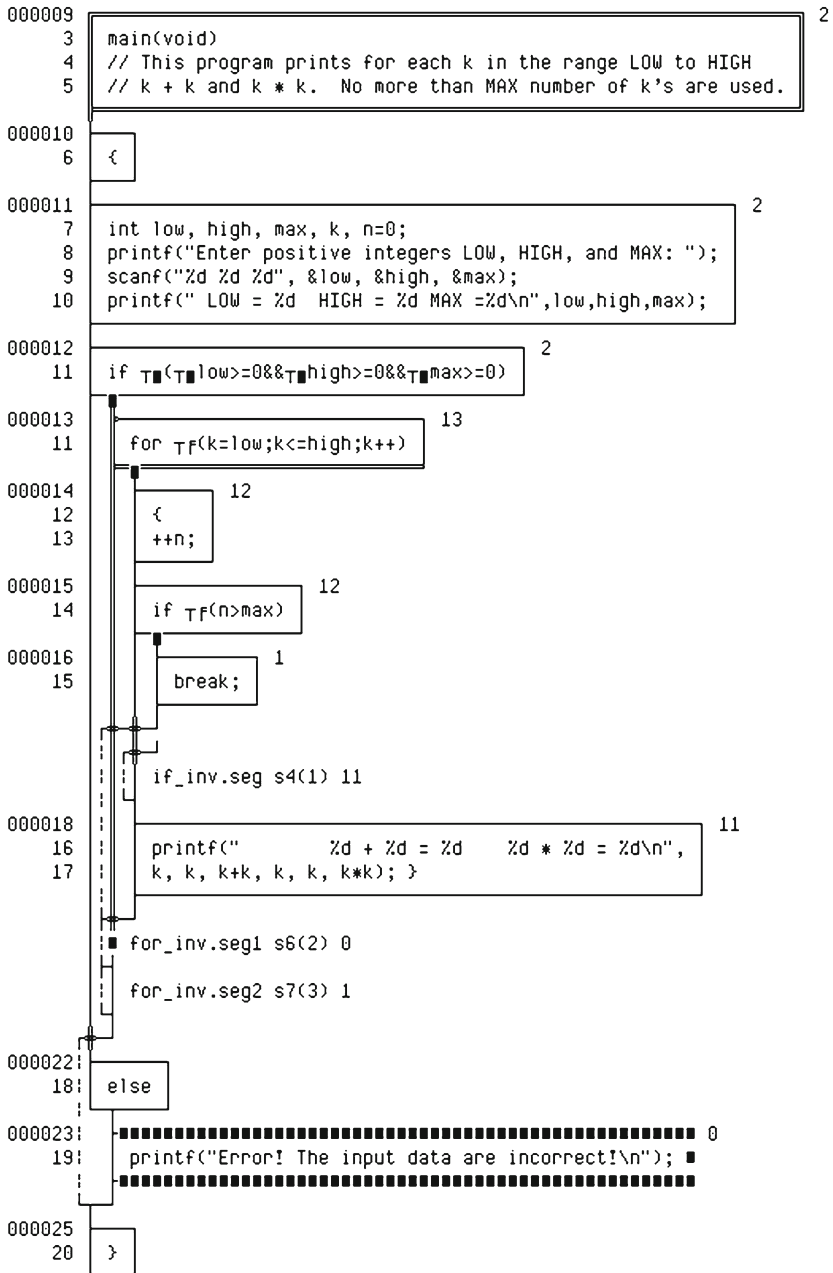 000009 2
3 main(void)
4 // This program prints for each k in the range LOW to HIGH
5 // k + k and k * k.  No more than MAX number of k's are used.
000010
6 {
000011 2
7 int low, high, max, k, n=0;
8 printf("Enter positive integers LOW, HIGH, and MAX: ");
9 scanf("%d %d %d", &low, &high, &max);
10 printf(" LOW = %d  HIGH = %d MAX =%d\n",low,high,max);
000012 2
11 if T■(T■low>=0&&T■high>=0&&T■max>=0)
000013 13
11 for TF(k=low;k<=high;k++)
000014 12
12 {
13 ++n;
000015 12
14 if TF(n>max)
000016 1
15 break;
if_inv.seg s4(1) 11
000018 11
16 printf("        %d + %d = %d    %d * %d = %d\n",
17 k, k, k+k, k, k, k*k); }
for_inv.seg1 s6(2) 0
for_inv.seg2 s7(3) 1
000022
18 else
000023 0
19 printf("Error! The input data are incorrect!\n");
000025
20 }